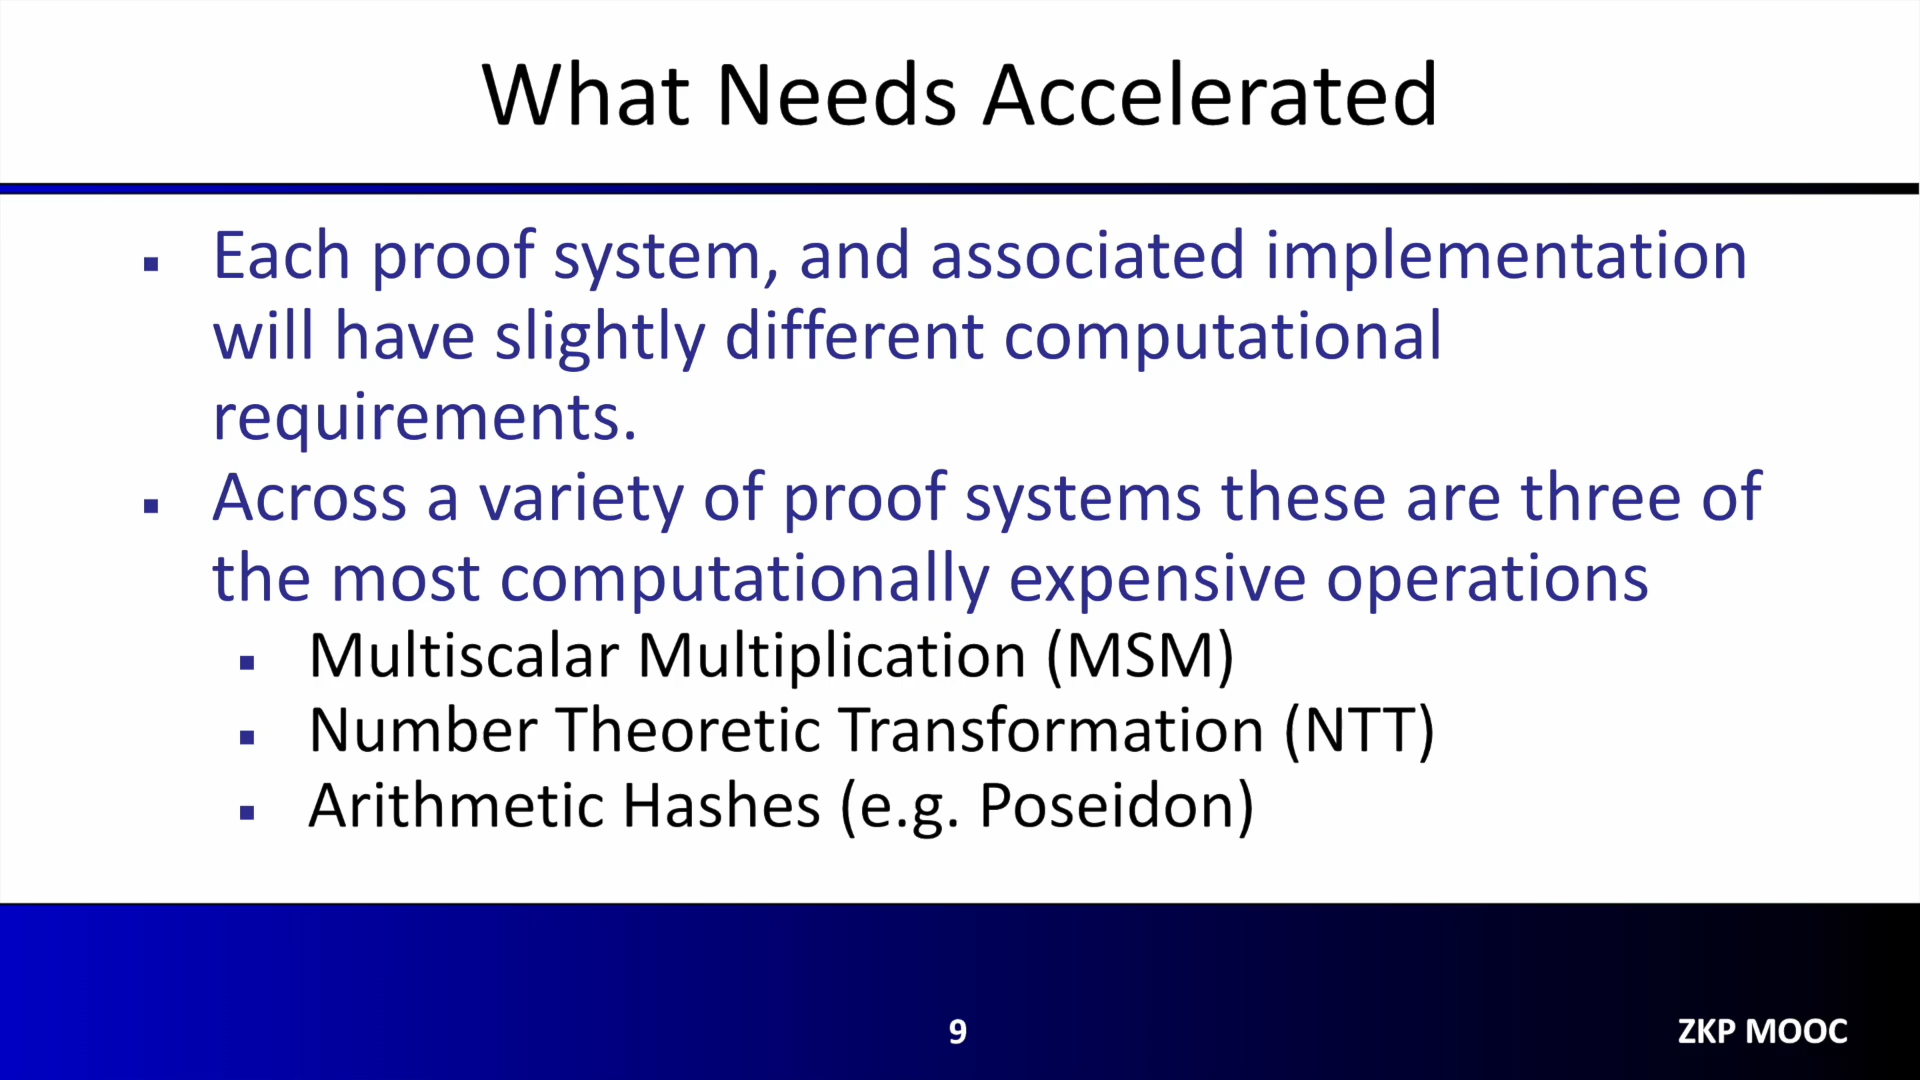 What Needs Accelerated
Each proof system, and associated implementation
will have slightly different computational
requirements.
Across a variety of proof systems these are three of
the most computationally expensive operations
Multiscalar Multiplication (MSM)
Number Theoretic Transformation (NTT)
Arithmetic Hashes (e.g. Poseidon)
9
ZKP MOOC